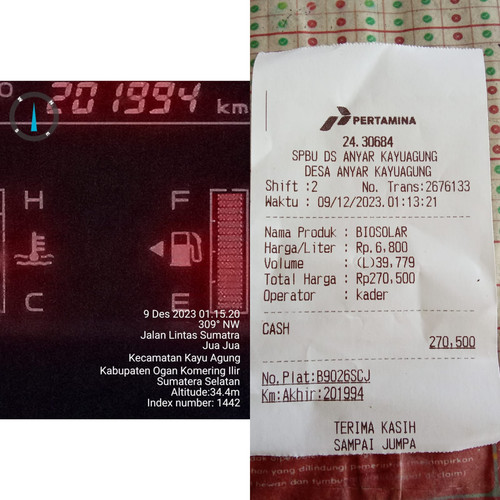 201994 km
H
F
C
E
9 Des 2023 01.15.20
309° NW
Jalan Lintas Sumatra
Jua Jua
Kecamatan Kayu Agung
Kabupaten Ogan Komering Ilir
Sumatera Selatan
Altitude:34.4m
Index number: 1442
PERTAMINA
24.30684
SPBU DS ANYAR KAYUAGUNG
DESA ANYAR KAYUAGUNG
Shift :2 No. Trans:2676133
Waktu : 09/12/2023.01:13:21
Nama Produk : BIOSOLAR
Harga/Liter : Rp.6,800
Volume : (L)39,779
Total Harga : Rp270,500
Operator : kader
CASH
270,500
No.Plat:B9026SCJ
Km:Akhir:201994
TERIMA KASIH
SAMPAI JUMPA